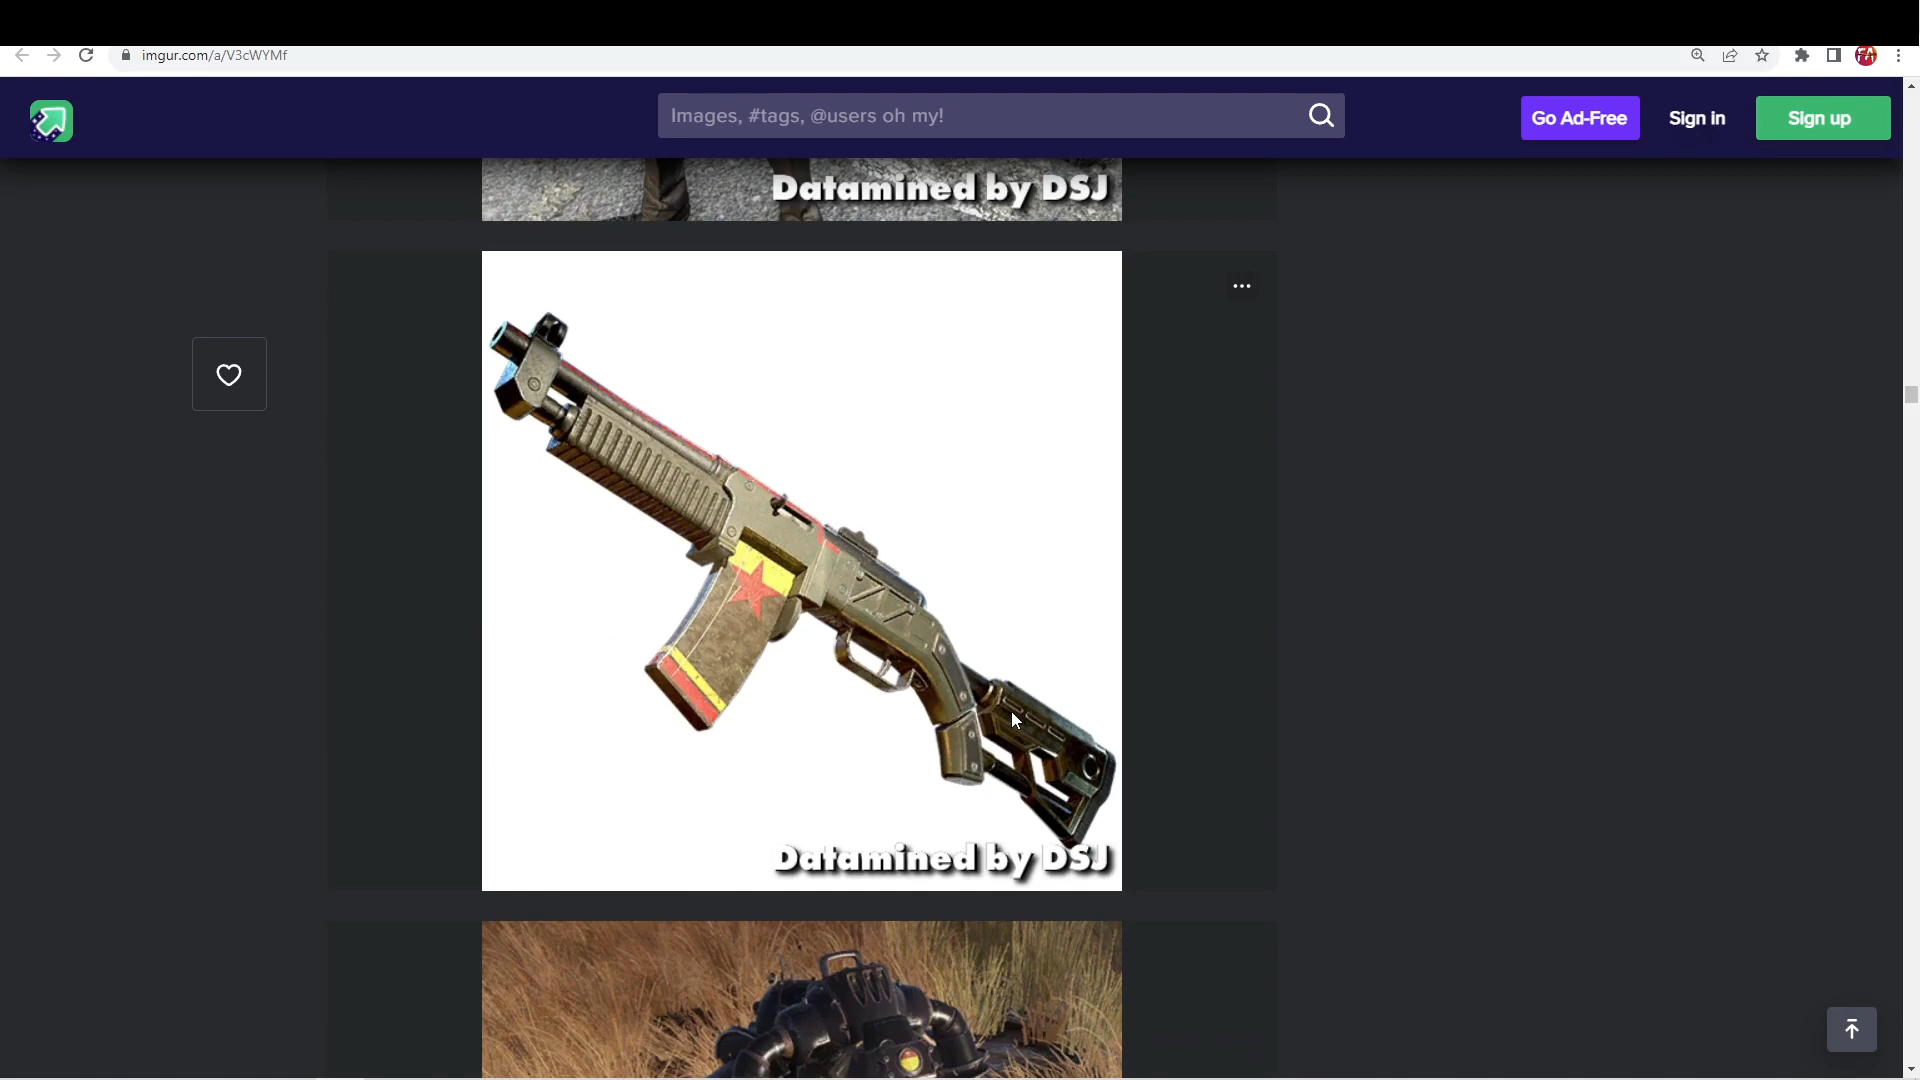 imgur.com/a/V3cWYMf
Images, #tags, @users oh my!
Go Ad-Free
Sign in
Sign up
Datamined by DSJ
Datamined by DSJ